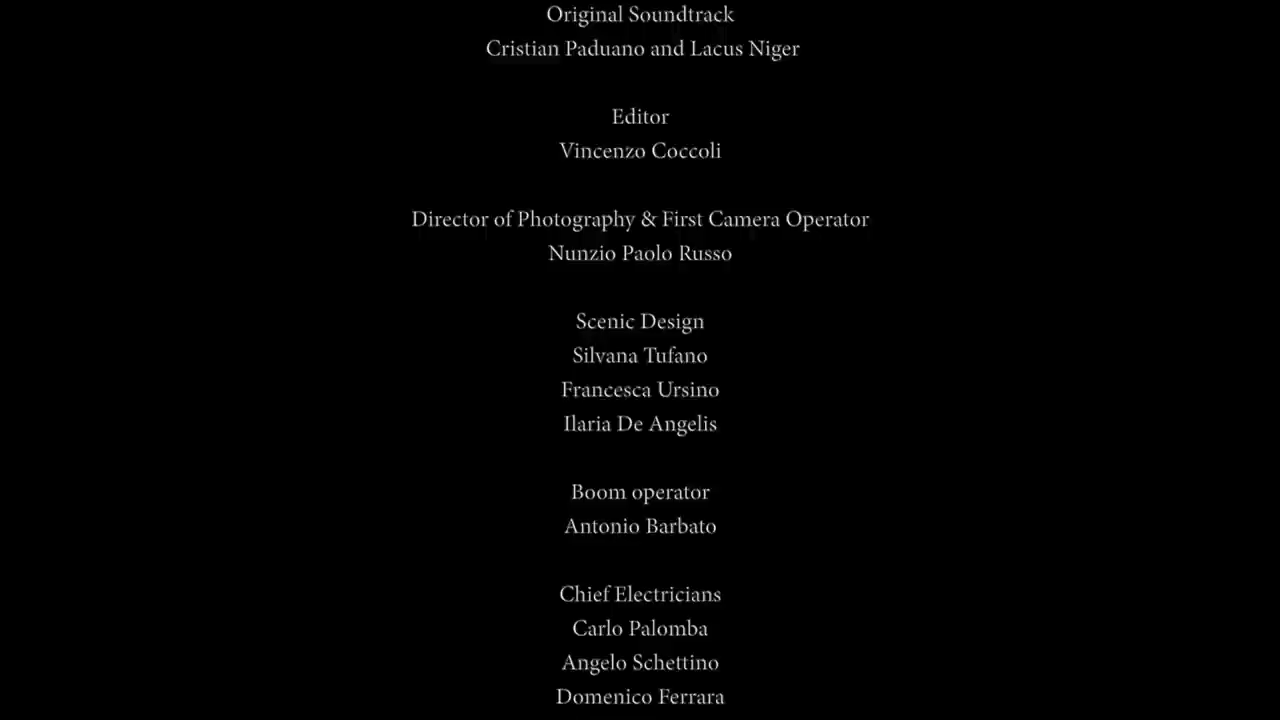 Original Soundtrack
Cristian Paduano and Lacus Niger
Editor
Vincenzo Coccoli
Director of Photography & First Camera Operator
Nunzio Paolo Russo
Scenic Design
Silvana Tufano
Francesca Ursino
Ilaria De Angelis
Boom operator
Antonio Barbato
Chief Electricians
Carlo Palomba
Angelo Schettino
Domenico Ferrara